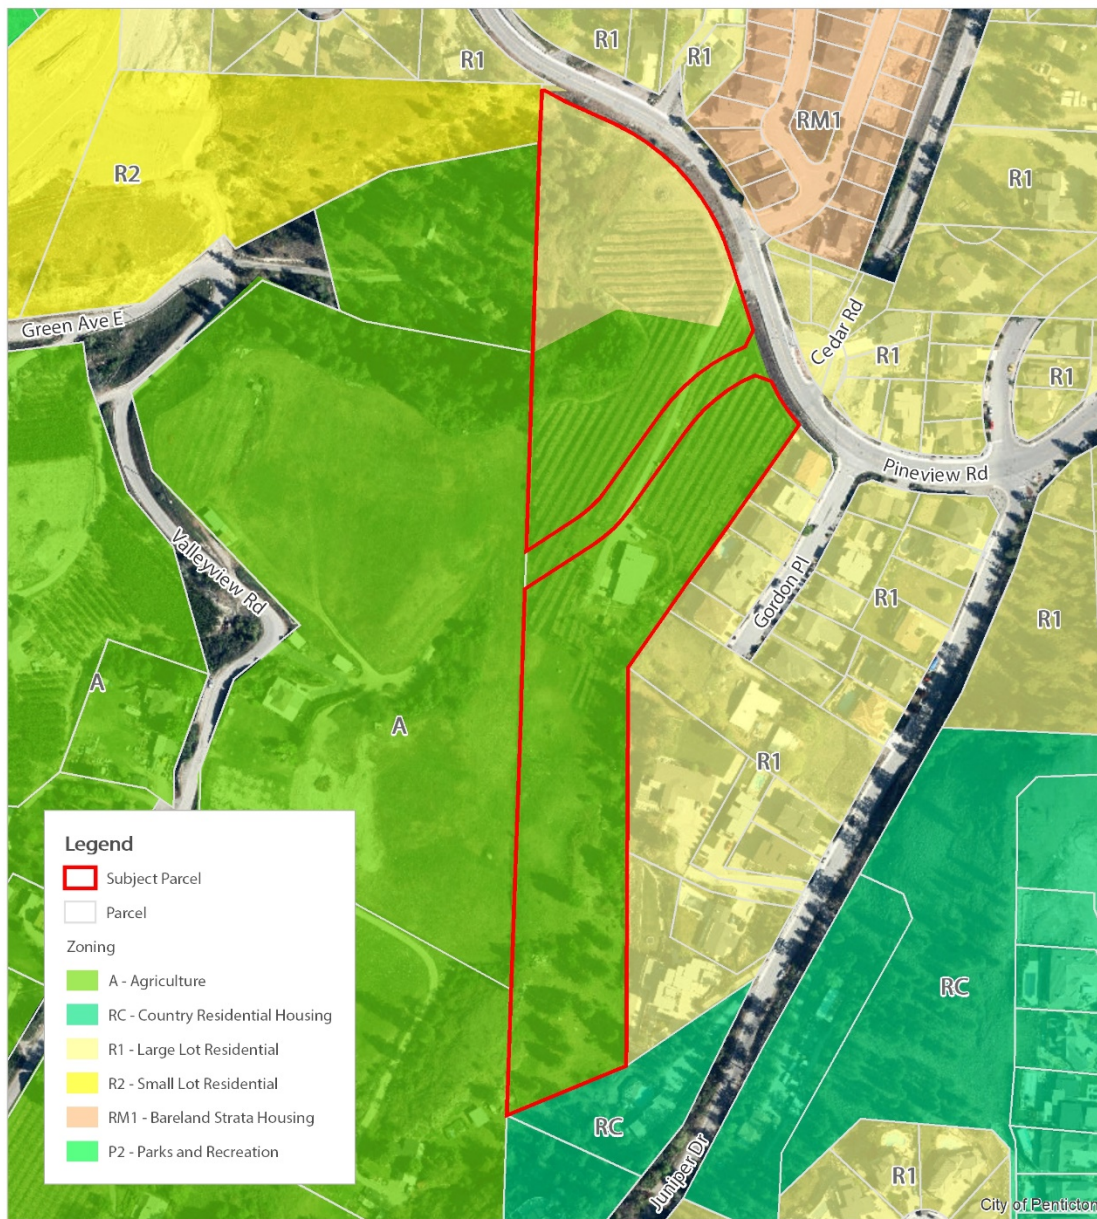 R1
R1
R1
RM1
R2
R1
Green Ave E
Cedar Rd
R1
R1
Pineview Rd
Valleyview Rd
Gordon Pl
R1
R1
A
A
R1
Legend
Subject Parcel
Parcel
Zoning
A - Agriculture
RC - Country Residential Housing
R1 - Large Lot Residential
R2 - Small Lot Residential
RM1 - Bareland Strata Housing
P2 - Parks and Recreation
RC
RC
Juniper Dr
R1
City of Penticton